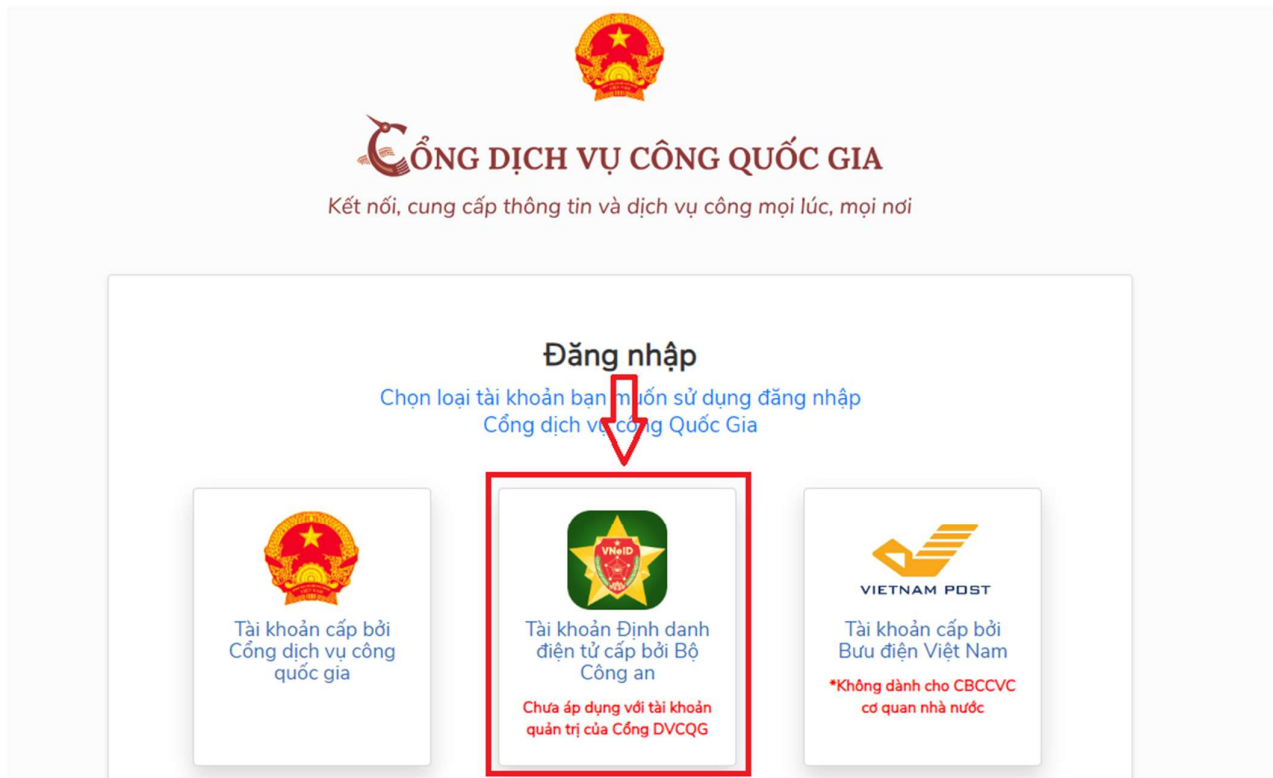 CỔNG DỊCH VỤ CÔNG QUỐC GIA
Kết nối, cung cấp thông tin và dịch vụ công mọi lúc, mọi nơi
Đăng nhập
Chọn loại tài khoản bạn muốn sử dụng đăng nhập
Cổng dịch vụ công Quốc Gia
Tài khoản cấp bởi
Cổng dịch vụ công
quốc gia
VNeID
Tài khoản Định danh
điện tử cấp bởi Bộ
Công an
Chưa áp dụng với tài khoản
quản trị của Cổng DVCQG
VIETNAM POST
Tài khoản cấp bởi
Bưu điện Việt Nam
*Không dành cho CBCCVC
cơ quan nhà nước